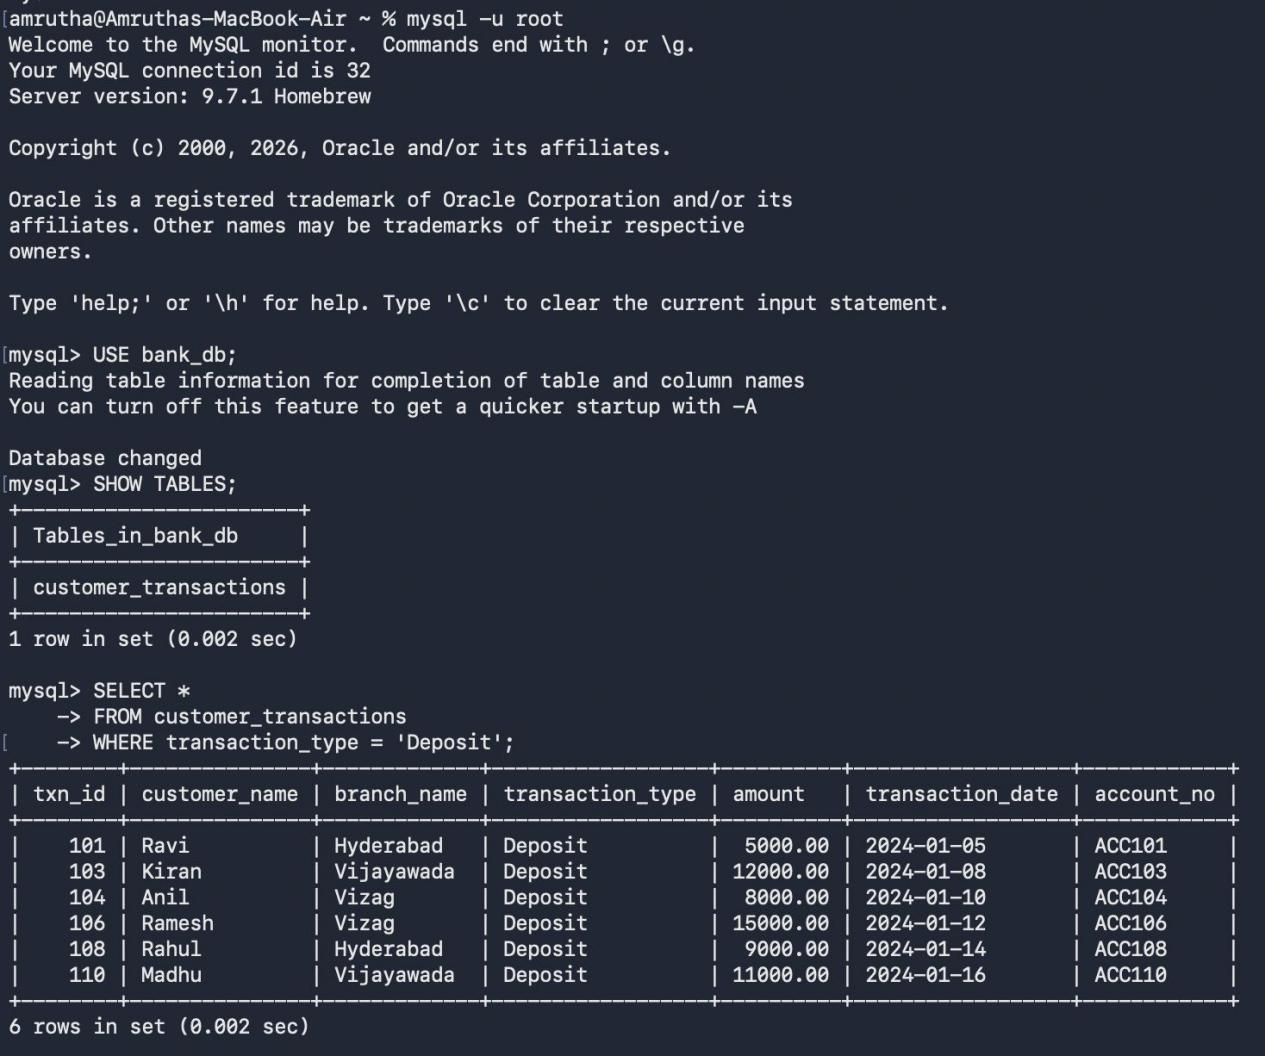 [amrutha@Amruthas-MacBook-Air ~ % mysql -u root
Welcome to the MySQL monitor.  Commands end with ; or \g.
Your MySQL connection id is 32
Server version: 9.7.1 Homebrew

Copyright (c) 2000, 2026, Oracle and/or its affiliates.

Oracle is a registered trademark of Oracle Corporation and/or its
affiliates. Other names may be trademarks of their respective
owners.

Type 'help;' or '\h' for help. Type '\c' to clear the current input statement.

[mysql> USE bank_db;
Reading table information for completion of table and column names
You can turn off this feature to get a quicker startup with -A

Database changed
[mysql> SHOW TABLES;
+-----------------------+
| Tables_in_bank_db     |
+-----------------------+
| customer_transactions |
+-----------------------+
1 row in set (0.002 sec)

mysql> SELECT *
    -> FROM customer_transactions
[    -> WHERE transaction_type = 'Deposit';
+--------+---------------+-------------+------------------+----------+------------------+------------+
| txn_id | customer_name | branch_name | transaction_type | amount   | transaction_date | account_no |
+--------+---------------+-------------+------------------+----------+------------------+------------+
|    101 | Ravi          | Hyderabad   | Deposit          |  5000.00 | 2024-01-05       | ACC101     |
|    103 | Kiran         | Vijayawada  | Deposit          | 12000.00 | 2024-01-08       | ACC103     |
|    104 | Anil          | Vizag       | Deposit          |  8000.00 | 2024-01-10       | ACC104     |
|    106 | Ramesh        | Vizag       | Deposit          | 15000.00 | 2024-01-12       | ACC106     |
|    108 | Rahul         | Hyderabad   | Deposit          |  9000.00 | 2024-01-14       | ACC108     |
|    110 | Madhu         | Vijayawada  | Deposit          | 11000.00 | 2024-01-16       | ACC110     |
+--------+---------------+-------------+------------------+----------+------------------+------------+
6 rows in set (0.002 sec)